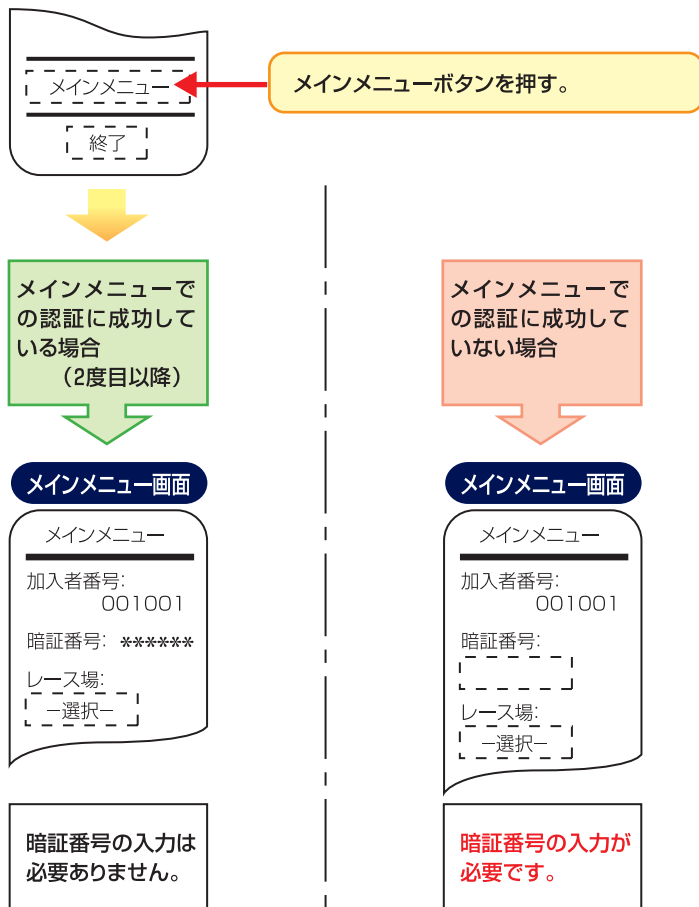 メインメニュー
メインメニューボタンを押す。
終了
メインメニューで
の認証に成功して
いる場合
（2度目以降）
メインメニュー画面
メインメニュー
加入者番号:
001001
暗証番号: ******
レース場:
−選択−
暗証番号の入力は
必要ありません。
メインメニューで
の認証に成功して
いない場合
メインメニュー画面
メインメニュー
加入者番号:
001001
暗証番号:
レース場:
−選択−
暗証番号の入力が
必要です。